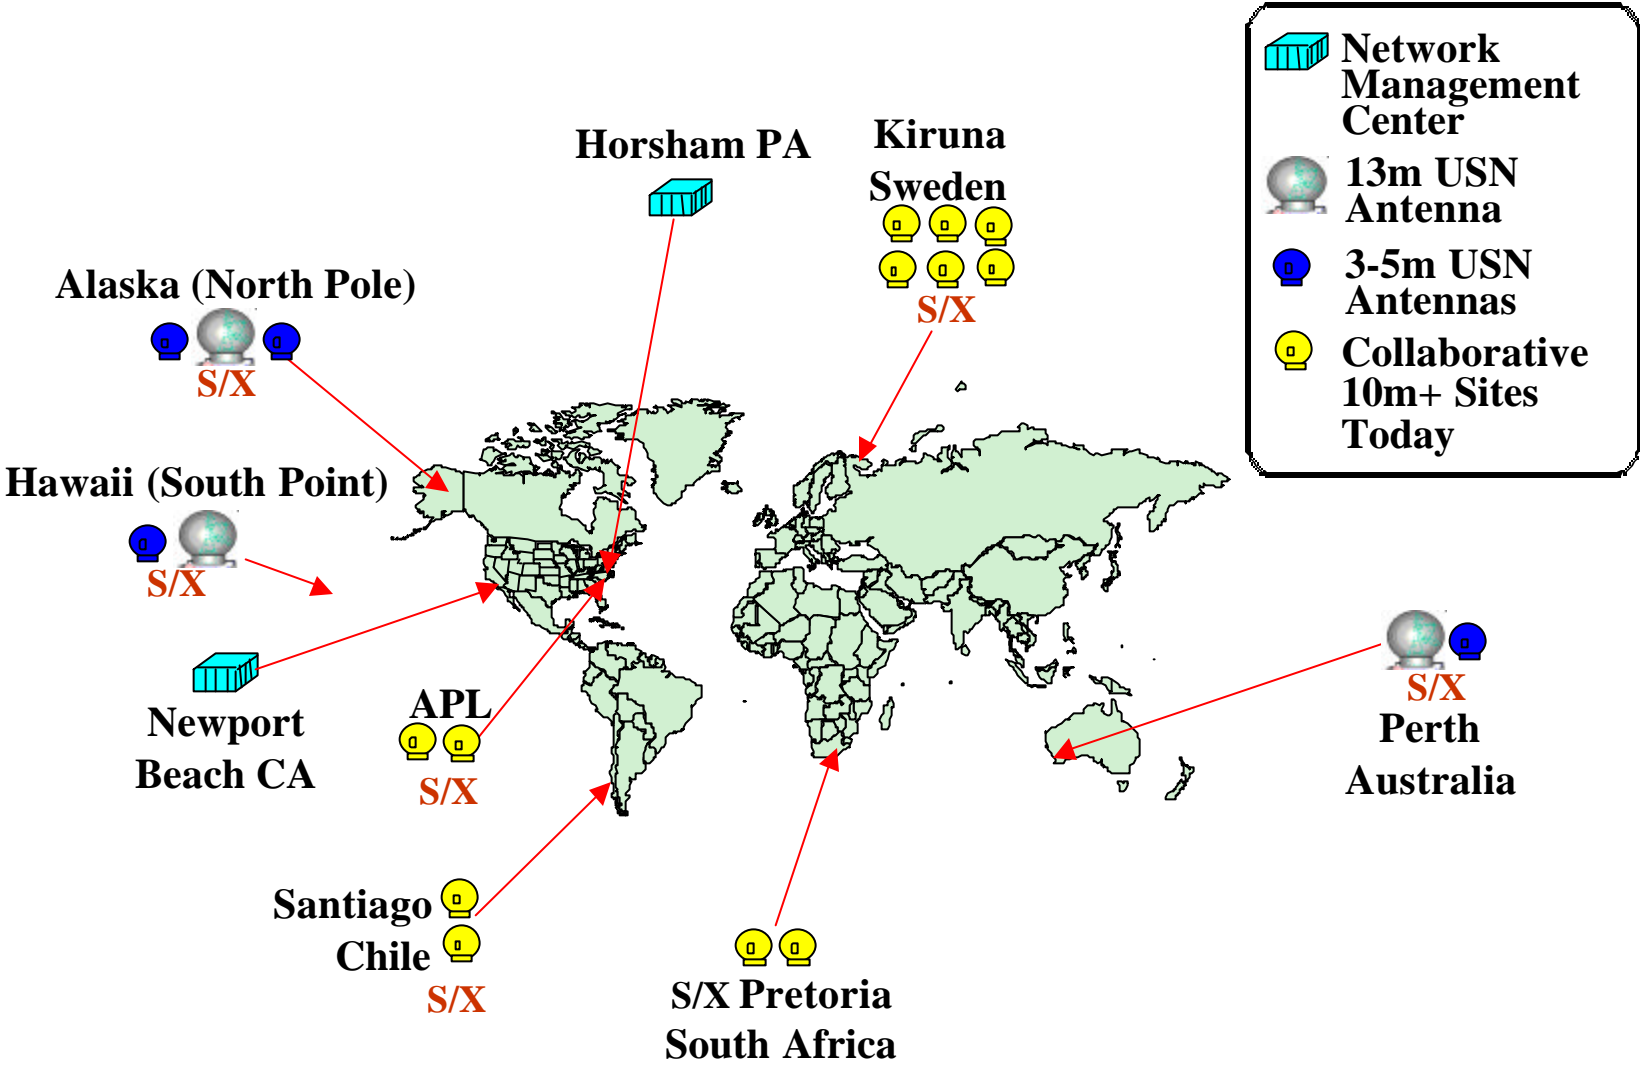 Network
Management
Center
13m USN
Antenna
3-5m USN
Antennas
Collaborative
10m+ Sites
Today
Horsham PA
Kiruna
Sweden
S/X
Alaska (North Pole)
S/X
Hawaii (South Point)
S/X
Newport
Beach CA
APL
S/X
S/X
Perth
Australia
Santiago
Chile
S/X
S/X Pretoria
South Africa